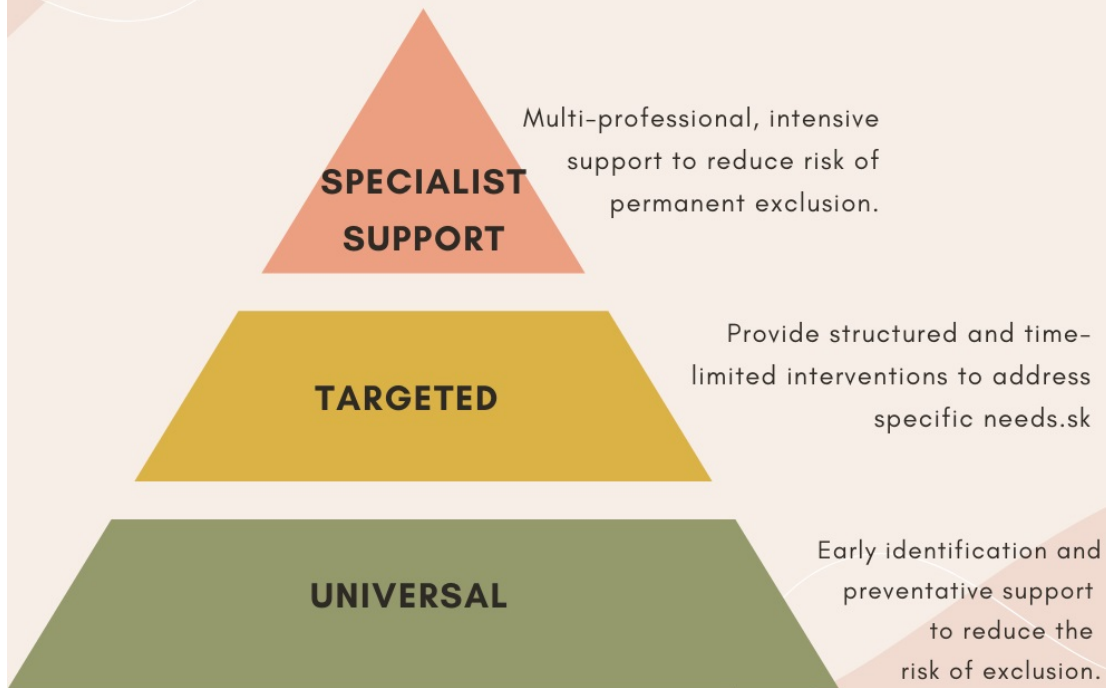 SPECIALIST
SUPPORT
Multi-professional, intensive
support to reduce risk of
permanent exclusion.
TARGETED
Provide structured and time-
limited interventions to address
specific needs.sk
UNIVERSAL
Early identification and
preventative support
to reduce the
risk of exclusion.